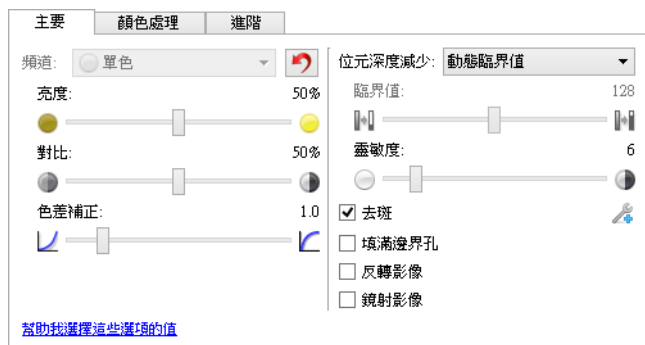 主要 顏色處理 進階
頻道: 單色
亮度: 50%
對比: 50%
色差補正: 1.0
幫助我選擇這些選項的值
位元深度減少: 動態臨界值
臨界值: 128
靈敏度: 6
去斑
填滿邊界孔
反轉影像
鏡射影像